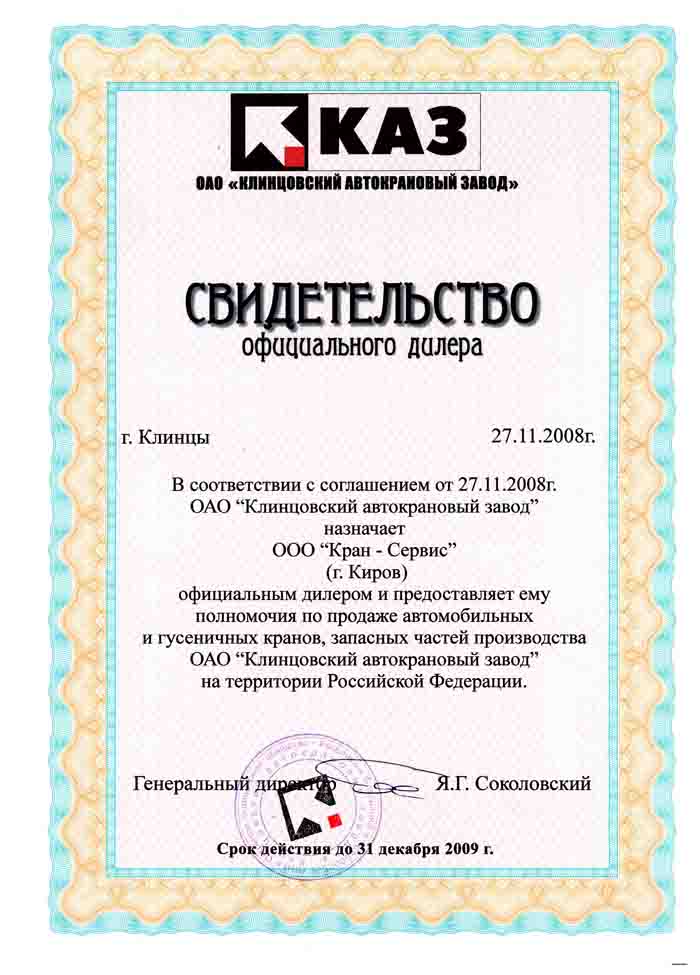 КАЗ
ОАО «КЛИНЦОВСКИЙ АВТОКРАНОВЫЙ ЗАВОД»
СВИДЕТЕЛЬСТВО
официального дилера
г. Клинцы 27.11.2008г.
В соответствии с соглашением от 27.11.2008г.
ОАО “Клинцовский автокрановый завод”
назначает
ООО “Кран - Сервис”
(г. Киров)
официальным дилером и предоставляет ему
полномочия по продаже автомобильных
и гусеничных кранов, запасных частей производства
ОАО “Клинцовский автокрановый завод”
на территории Российской Федерации.
Генеральный директор Я.Г. Соколовский
Срок действия до 31 декабря 2009 г.